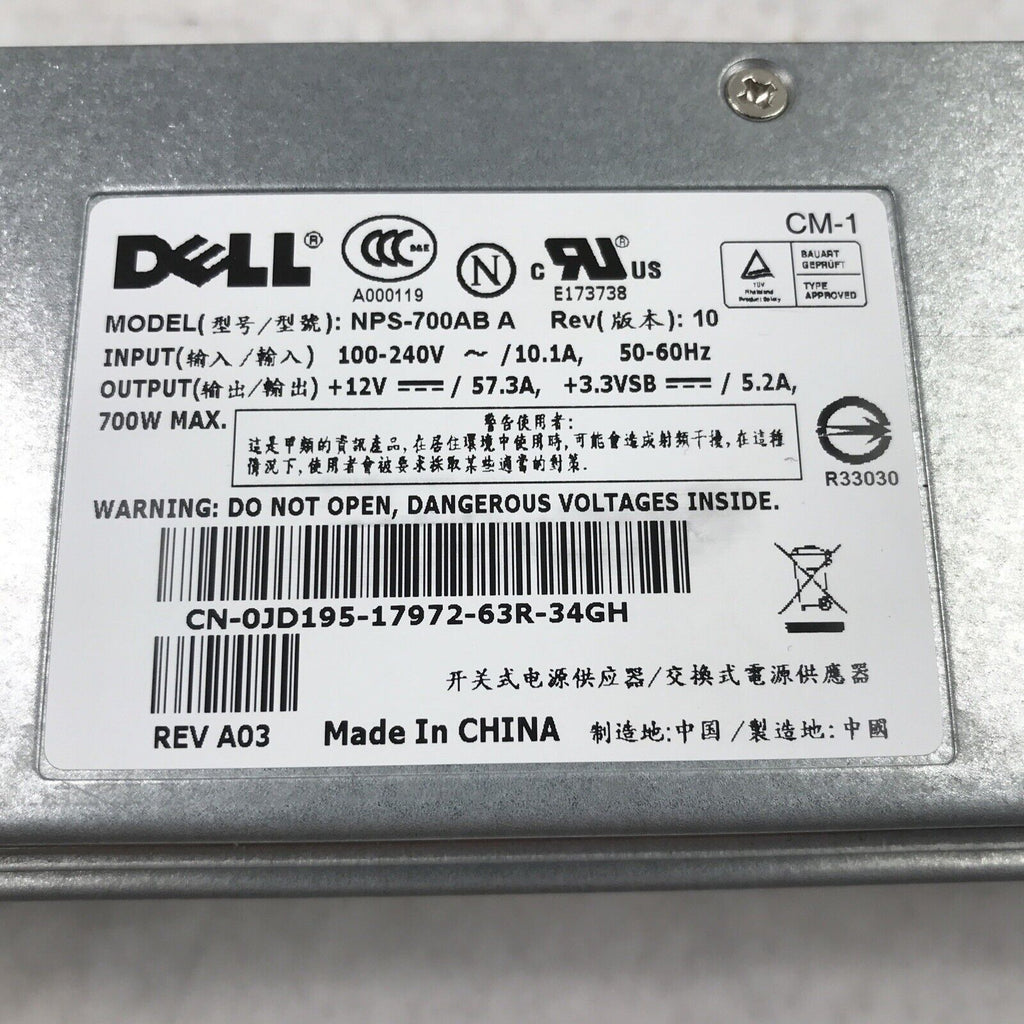 DELL® CCC S&E N c RU® US CM-1
A000119 E173738
TÜV Rheinland Product Safety
BAUART GEPRÜFT
TYPE APPROVED
MODEL(型号/型號): NPS-700AB A Rev(版本): 10
INPUT(输入/輸入) 100-240V ～ /10.1A, 50-60Hz
OUTPUT(输出/輸出) +12V ⎓ / 57.3A, +3.3VSB ⎓ / 5.2A,
700W MAX.
警告使用者:
這是甲類的資訊產品,在居住環境中使用時,可能會造成射頻干擾,在這種
情況下,使用者會被要求採取某些適當的對策.
R33030
WARNING: DO NOT OPEN, DANGEROUS VOLTAGES INSIDE.
CN-0JD195-17972-63R-34GH
开关式电源供应器/交換式電源供應器
REV A03 Made In CHINA 制造地:中国/製造地:中國